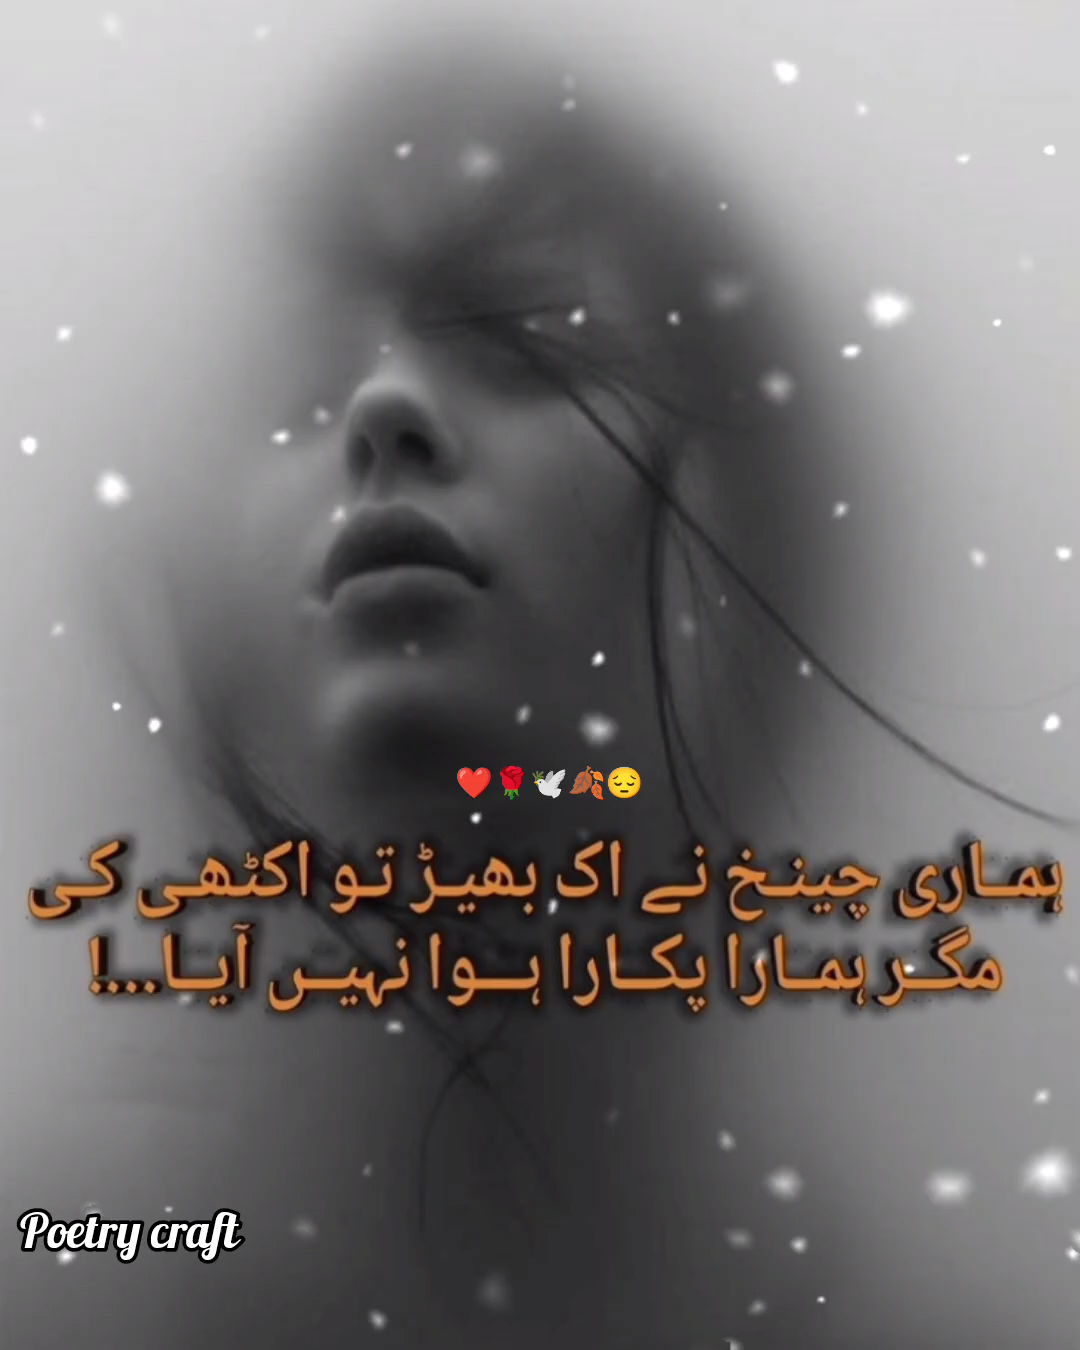 ❤️🌹🕊️🍂😔
ہماری چینخ نے اک بھیڑ تو اکٹھی کی
مگر ہمارا پکارا ہوا نہیں آیا...!
Poetry craft